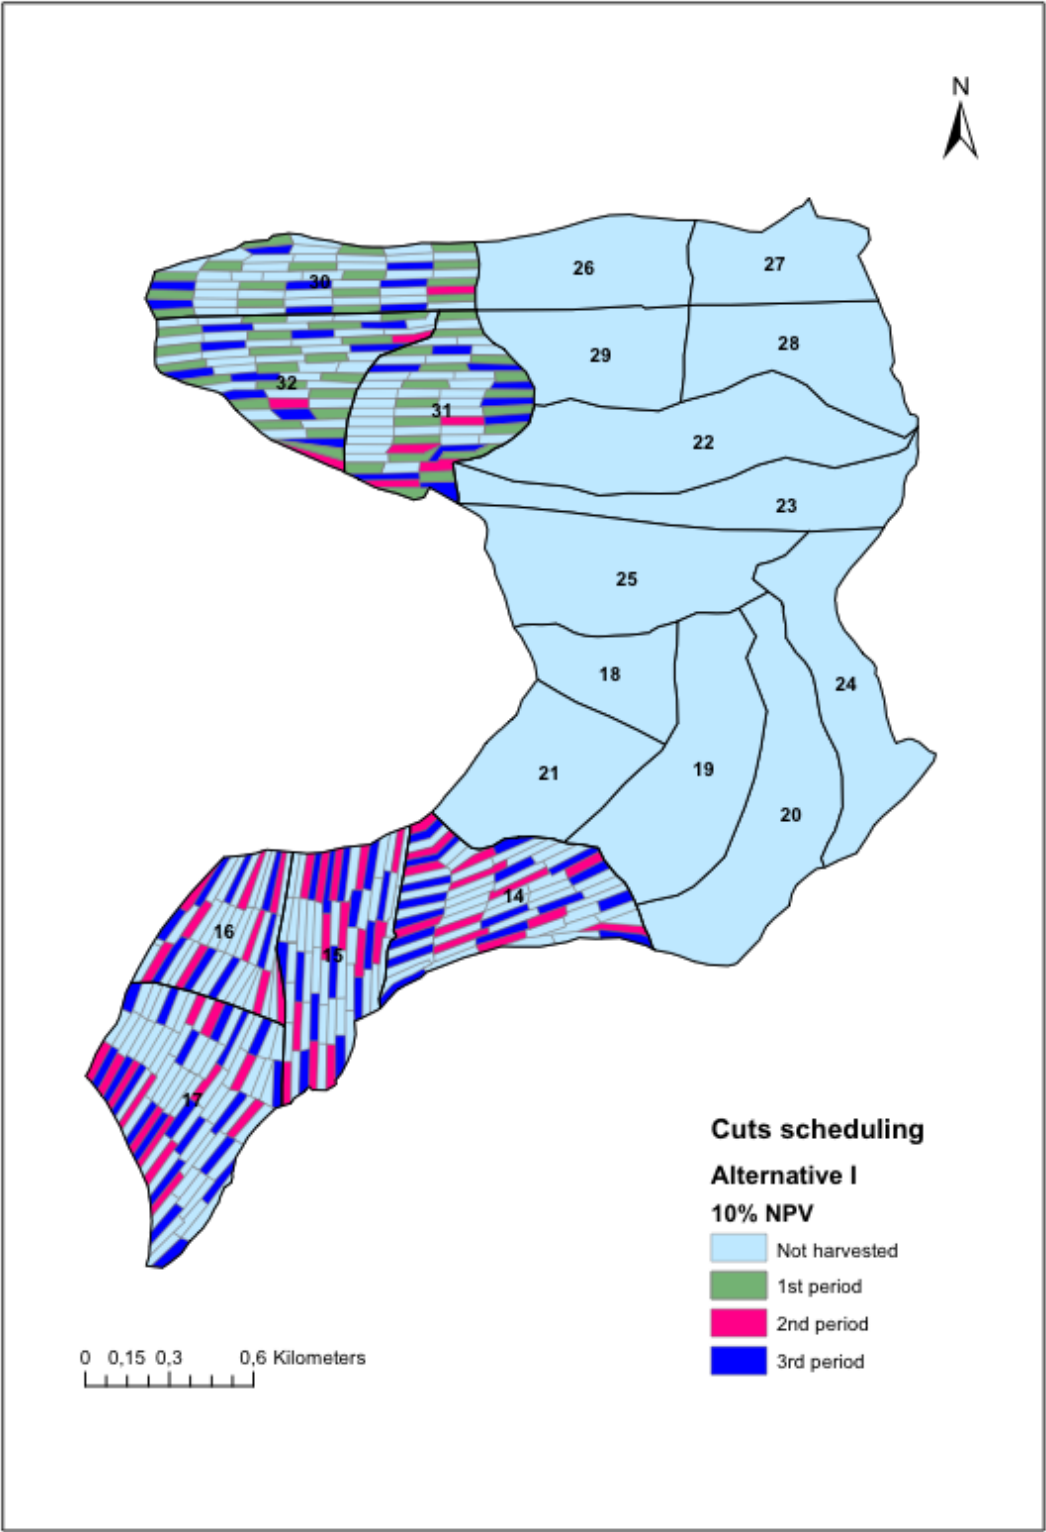 N
26
27
30
29
28
32
31
22
23
25
18
24
21
19
20
14
16
15
17
Cuts scheduling
Alternative I
10% NPV
Not harvested
1st period
2nd period
3rd period
0 0,15 0,3 0,6 Kilometers